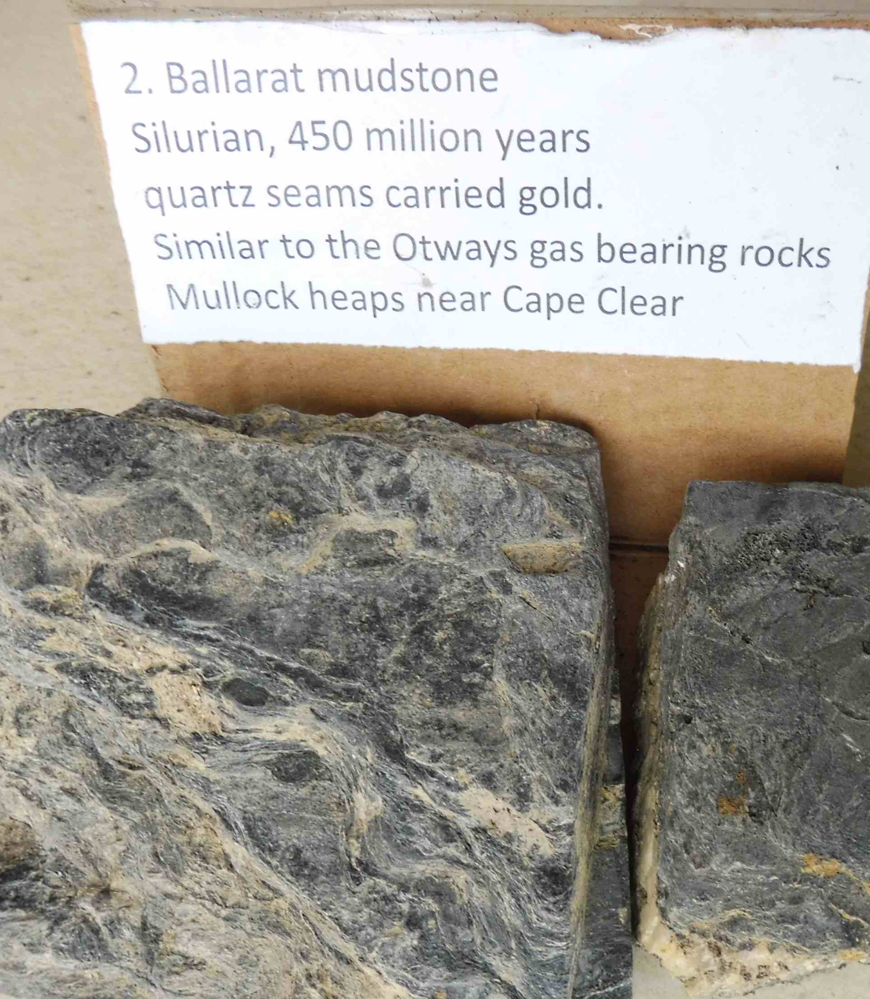 2. Ballarat mudstone
Silurian, 450 million years
quartz seams carried gold.
Similar to the Otways gas bearing rocks
Mullock heaps near Cape Clear